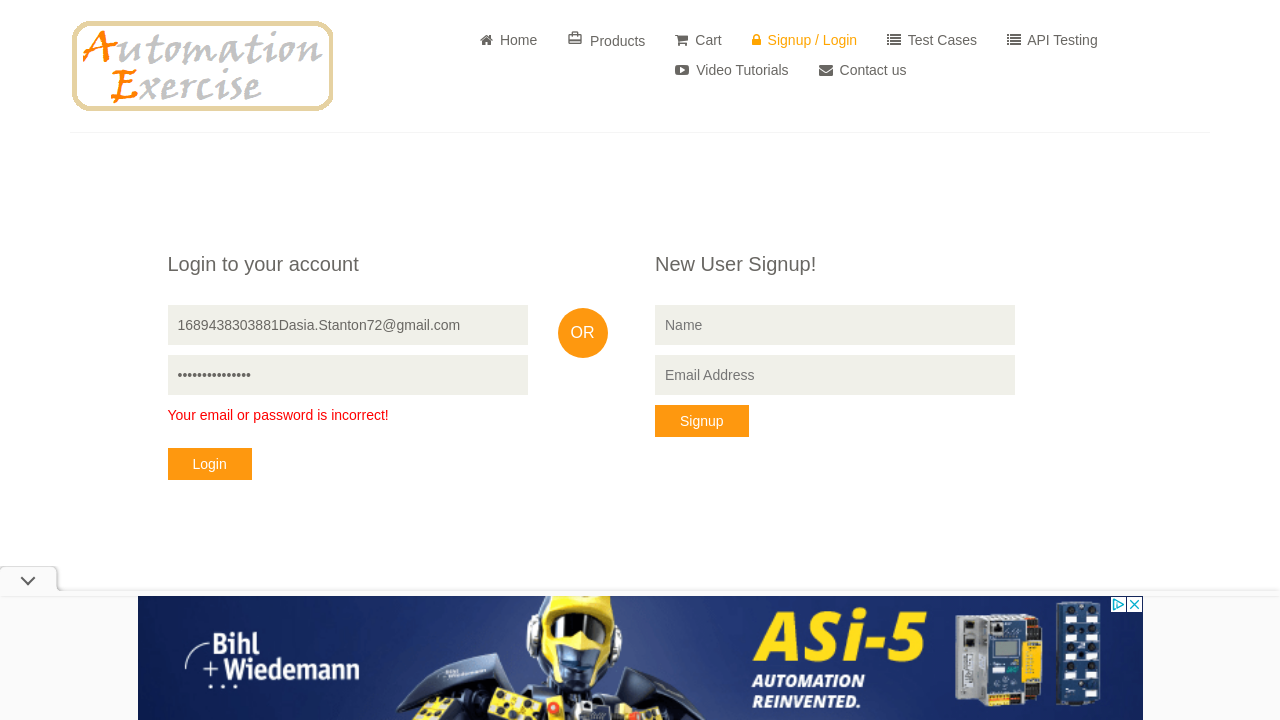 Automation
Exercise
Home
Products
Cart
Signup / Login
Test Cases
API Testing
Video Tutorials
Contact us
Login to your account
New User Signup!
1689438303881Dasia.Stanton72@gmail.com
OR
Name
•••••••••••••••
Email Address
Your email or password is incorrect!
Signup
Login
Bihl
+Wiedemann
ASi-5
AUTOMATION
REINVENTED.